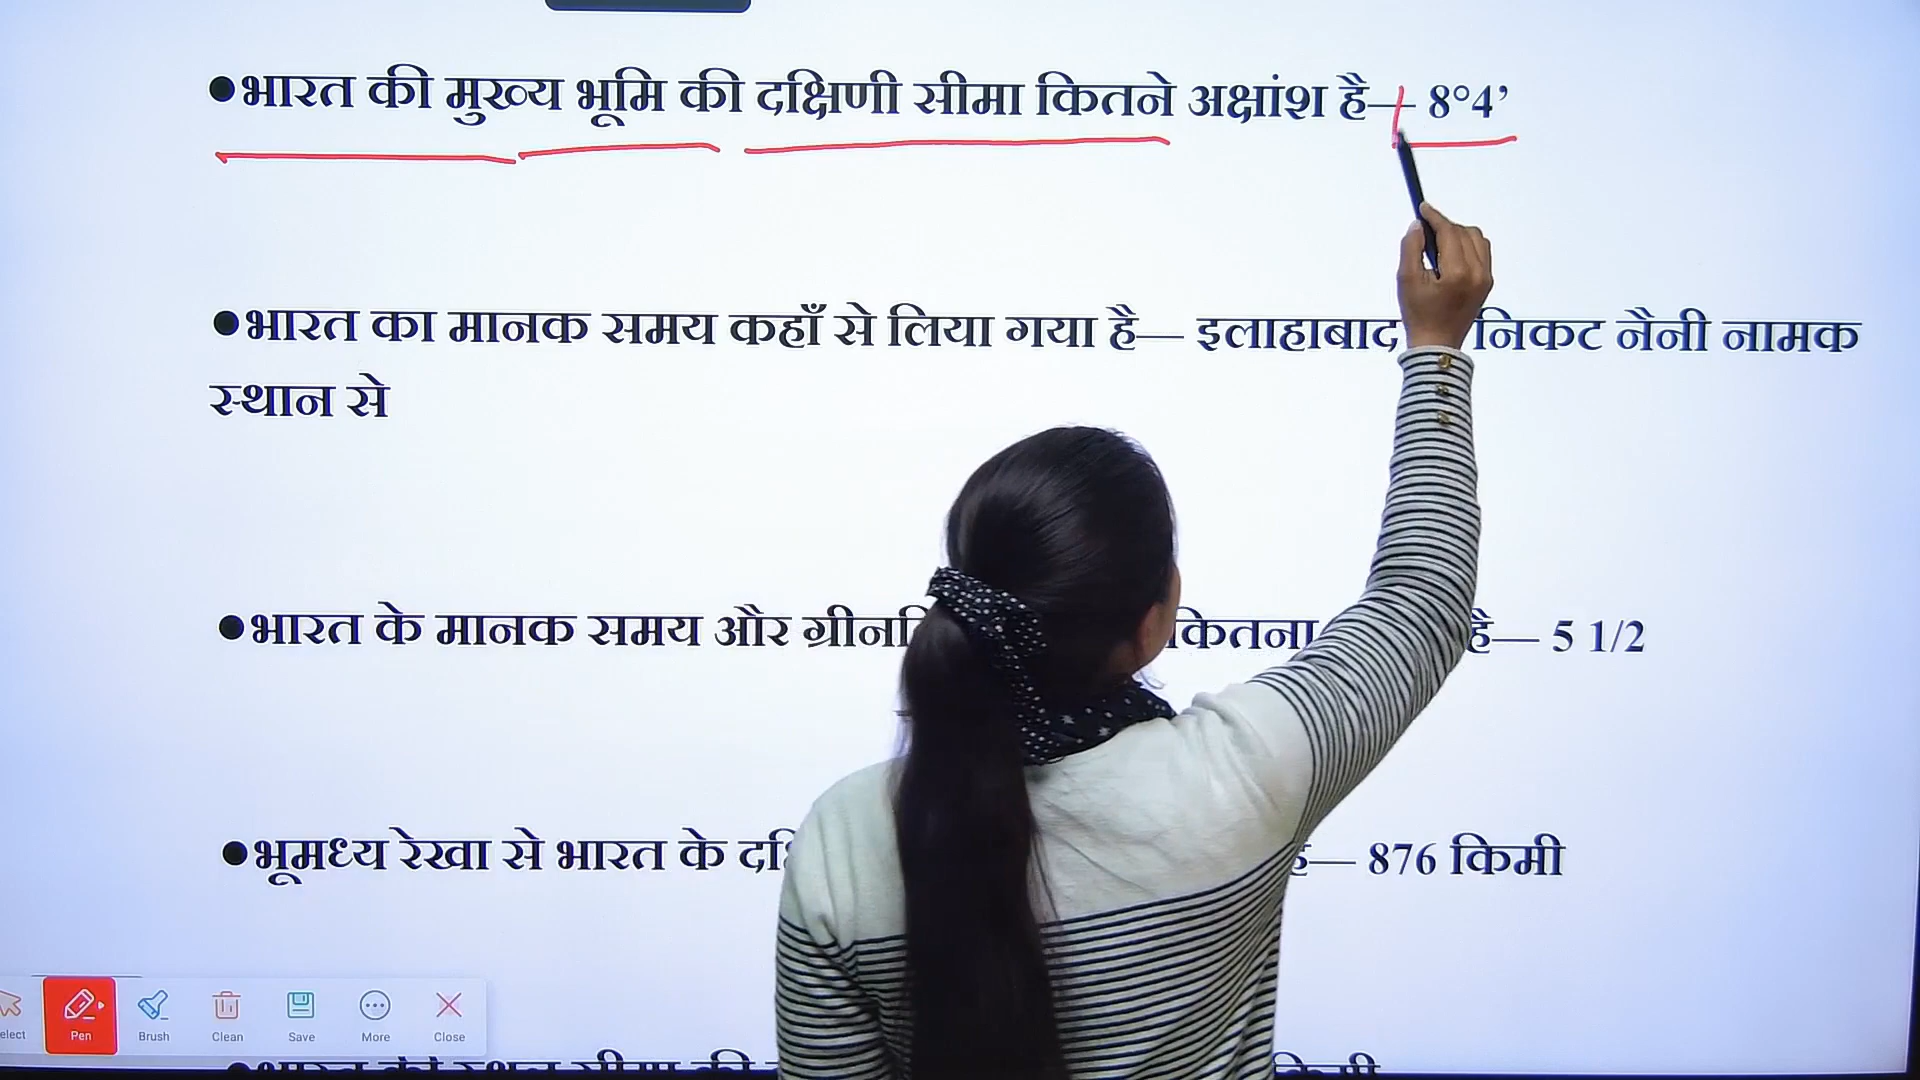 ●भारत की मुख्य भूमि की दक्षिणी सीमा कितने अक्षांश है— 8°4’
●भारत का मानक समय कहाँ से लिया गया है— इलाहाबाद निकट नैनी नामक
स्थान से
●भारत के मानक समय और कितना है— 5 1/2
●भूमध्य रेखा से भारत के — 876 किमी
Pen Brush Clean Save More Close